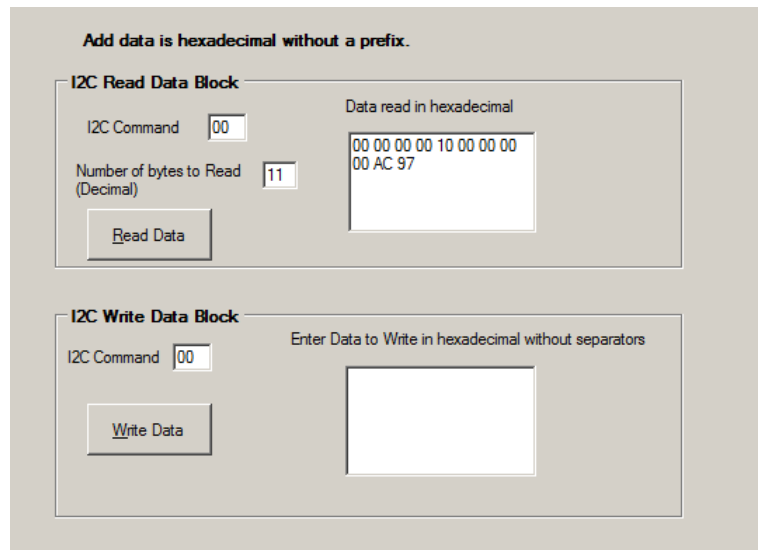 Add data is hexadecimal without a prefix.
I2C Read Data Block
I2C Command 00
Number of bytes to Read
(Decimal)
11
Read Data
Data read in hexadecimal
00 00 00 00 10 00 00 00
00 AC 97
I2C Write Data Block
I2C Command 00
Write Data
Enter Data to Write in hexadecimal without separators